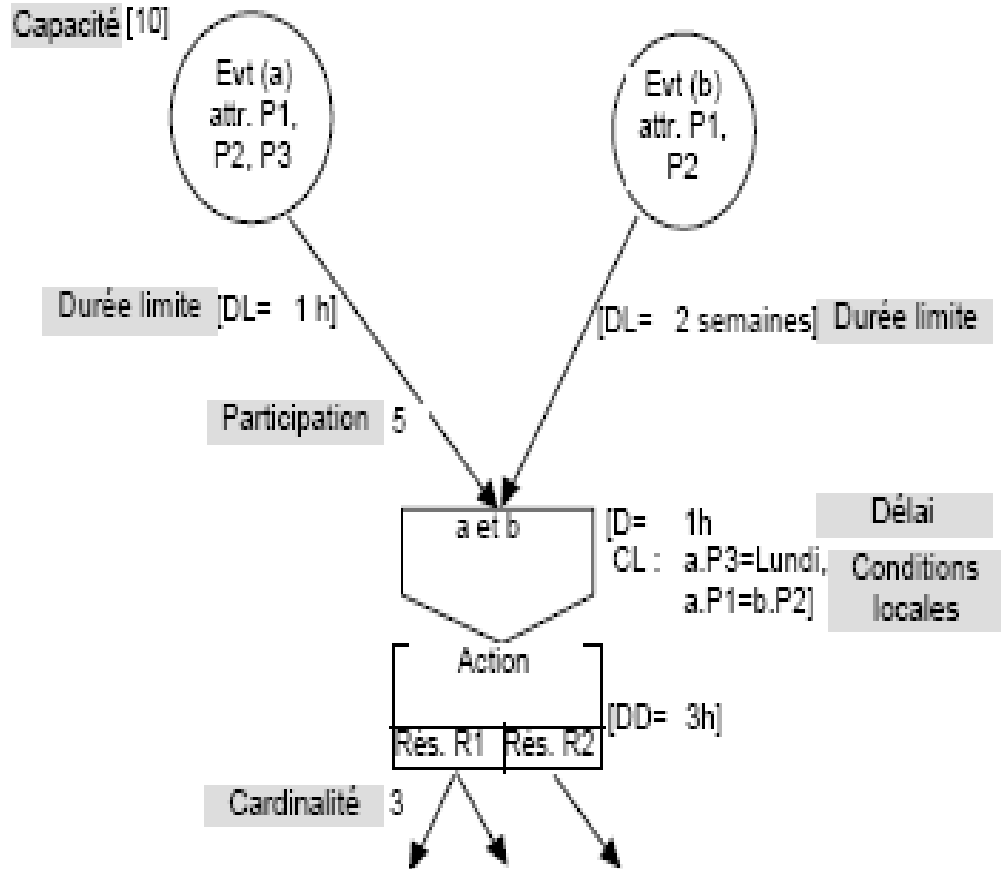 Capacité [10]
Evt (a)
attr. P1,
P2, P3
Evt (b)
attr. P1,
P2
Durée limite [DL= 1 h]
[DL= 2 semaines] Durée limite
Participation 5
a et b
[D= 1h Délai
CL : a.P3=Lundi,
a.P1=b.P2]
Conditions
locales
Action
[DD= 3h]
Rés. R1 Rés. R2
Cardinalité 3